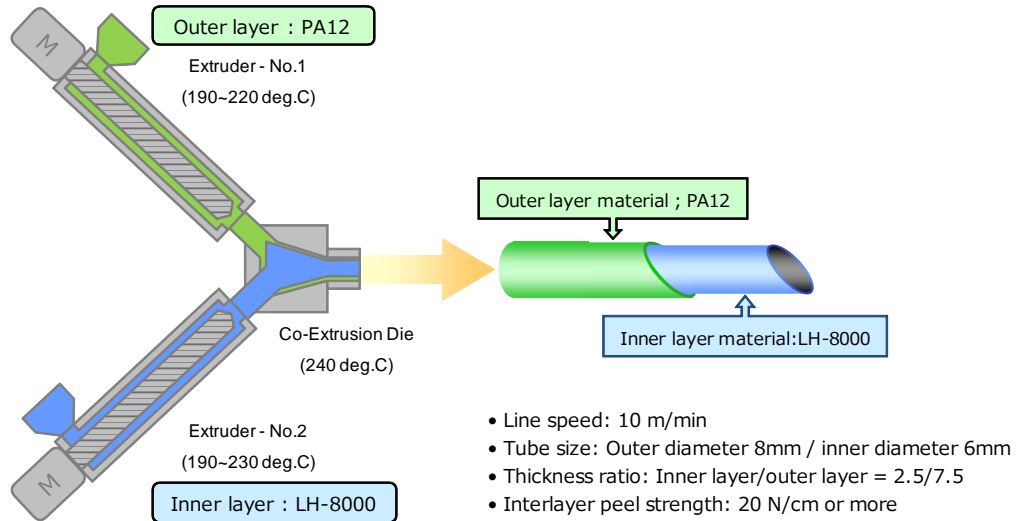 M
Outer layer : PA12
Extruder - No.1
(190~220 deg.C)
Outer layer material ; PA12
Inner layer material:LH-8000
Co-Extrusion Die
(240 deg.C)
Extruder - No.2
(190~230 deg.C)
M
Inner layer : LH-8000
• Line speed: 10 m/min
• Tube size: Outer diameter 8mm / inner diameter 6mm
• Thickness ratio: Inner layer/outer layer = 2.5/7.5
• Interlayer peel strength: 20 N/cm or more